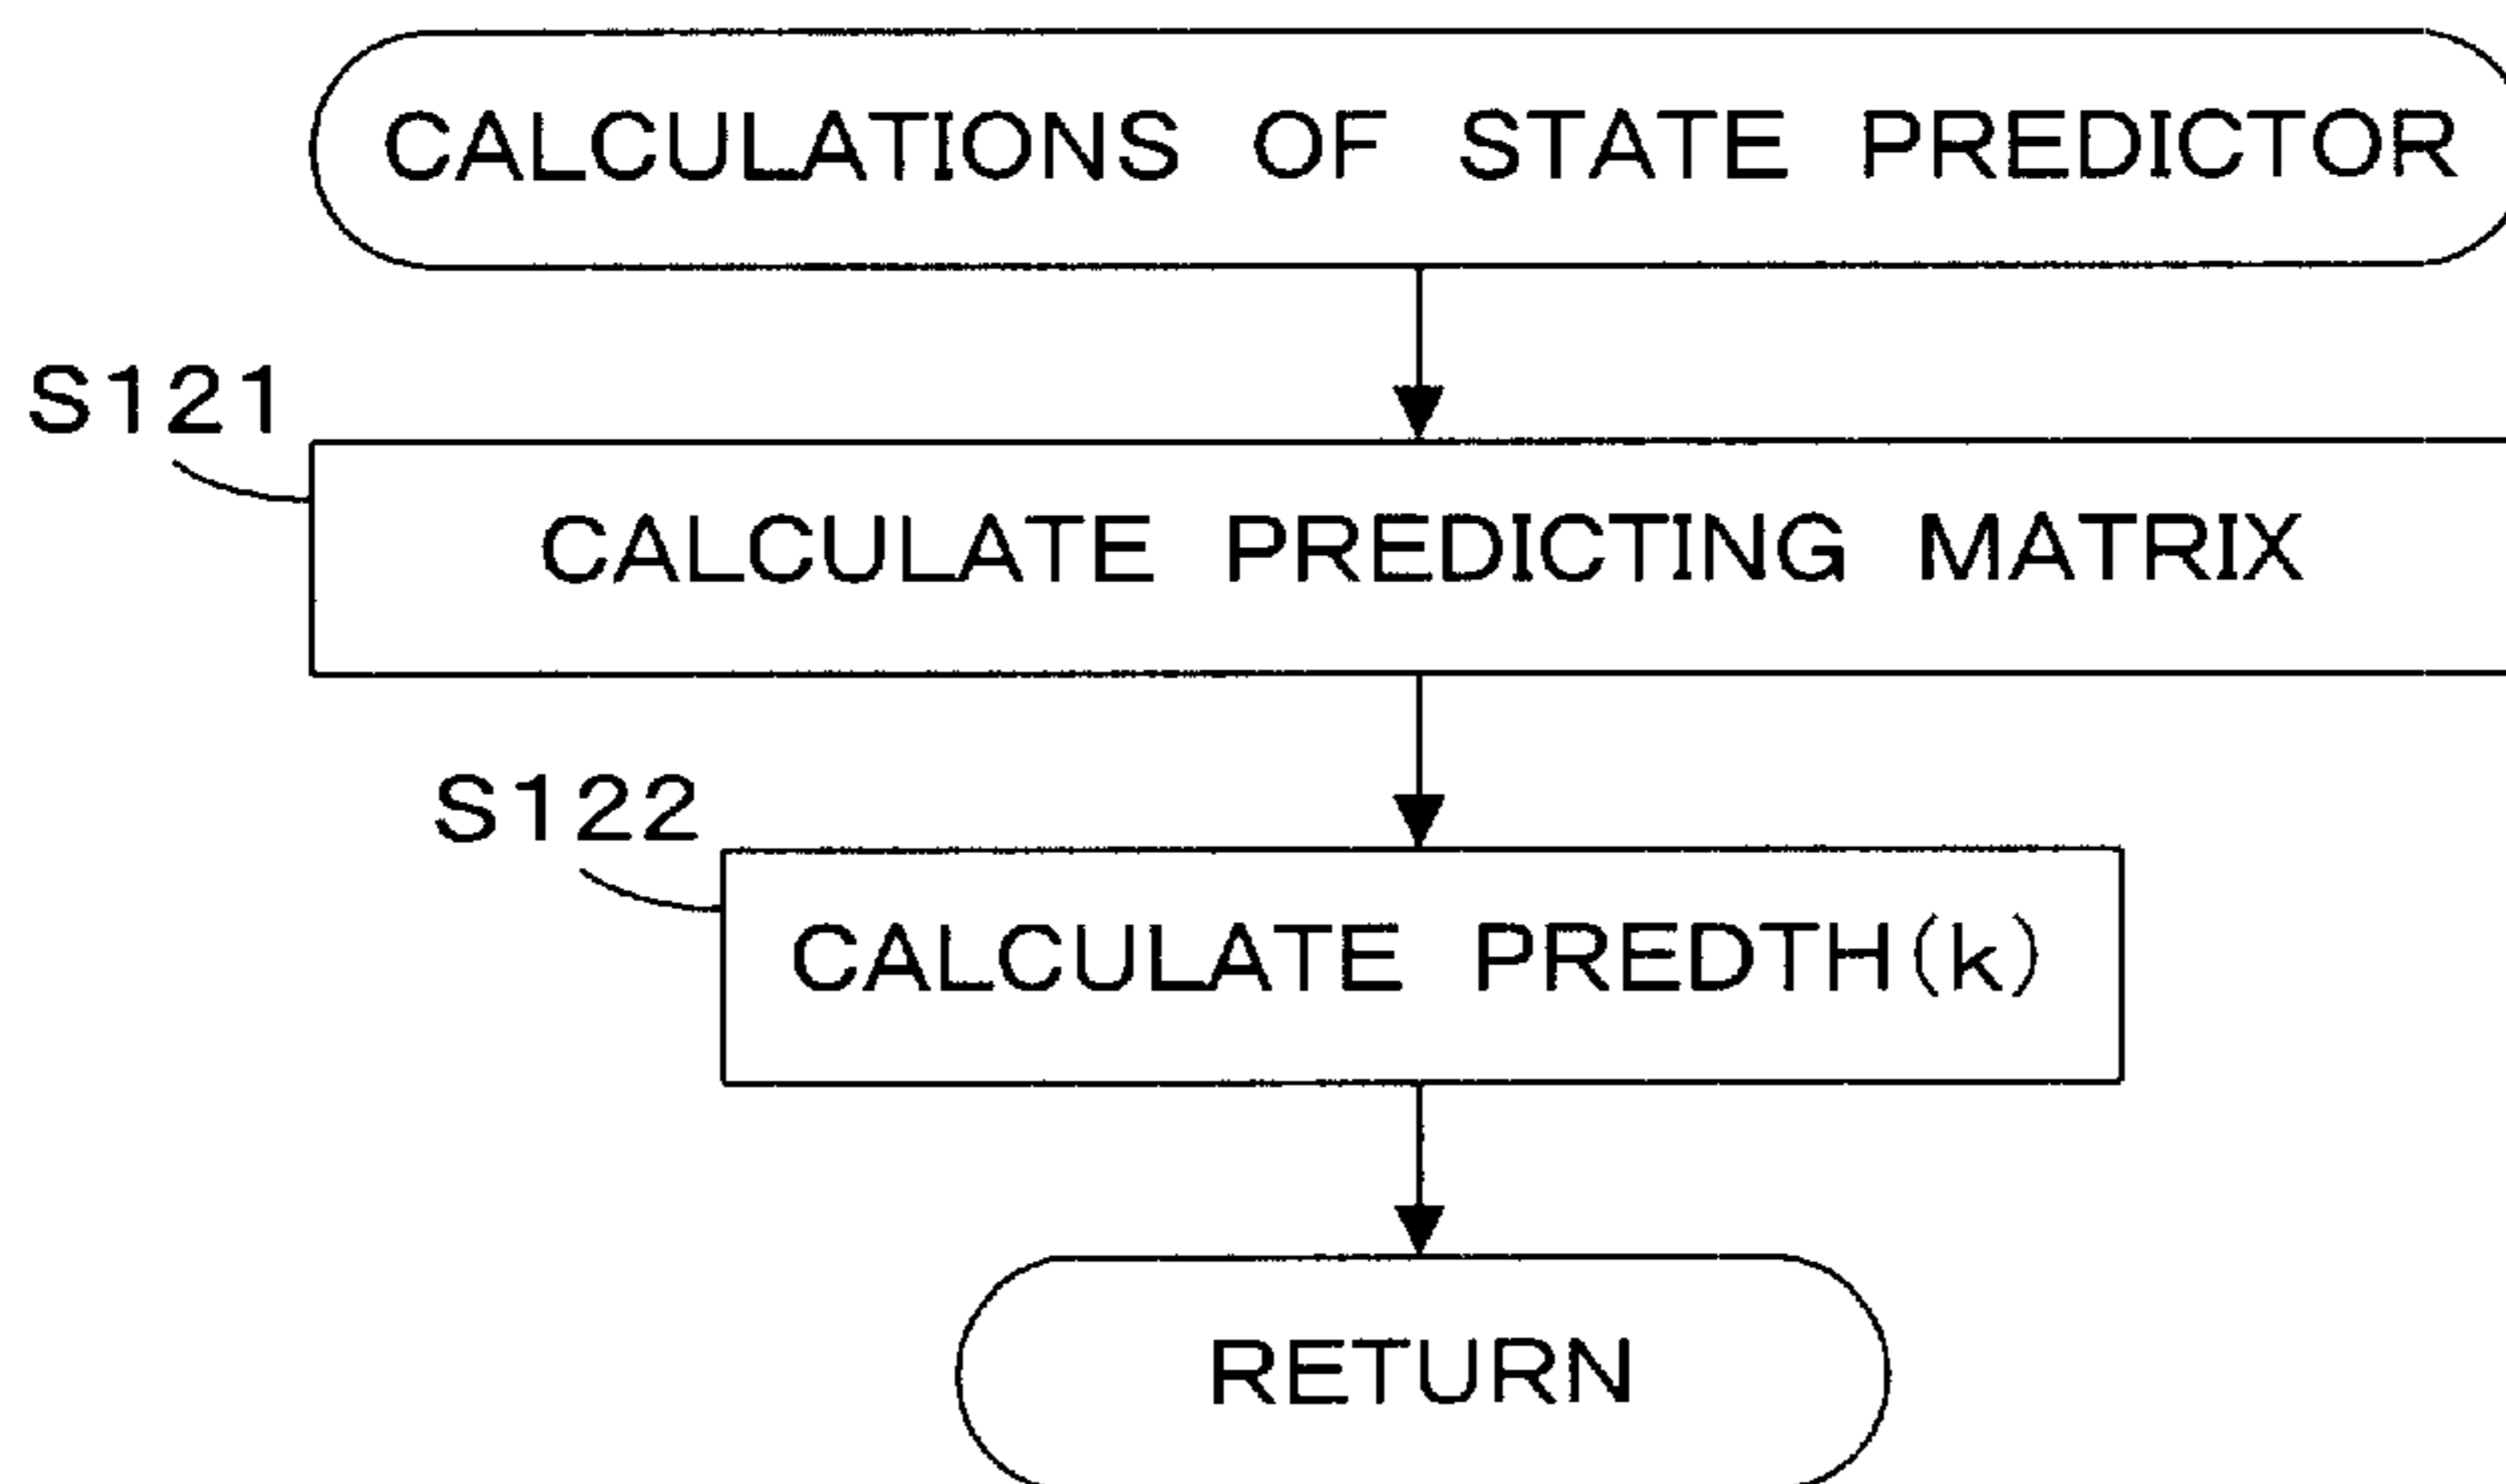 CALCULATIONS OF STATE PREDICTOR
S121
CALCULATE PREDICTING MATRIX
S122
CALCULATE PREDTH(k)
RETURN